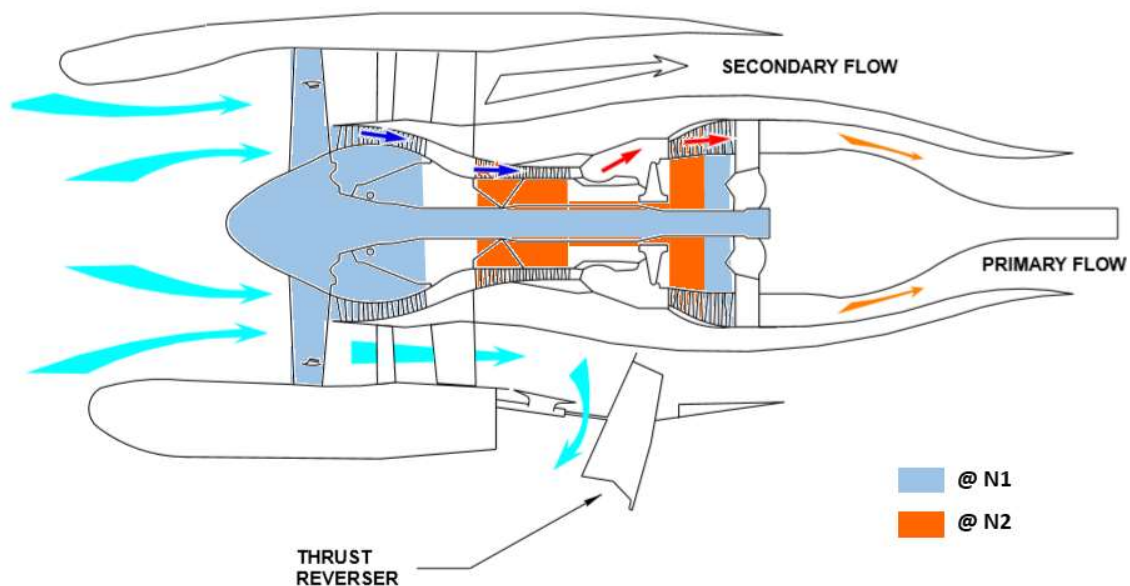 SECONDARY FLOW
PRIMARY FLOW
@ N1
@ N2
THRUST
REVERSER